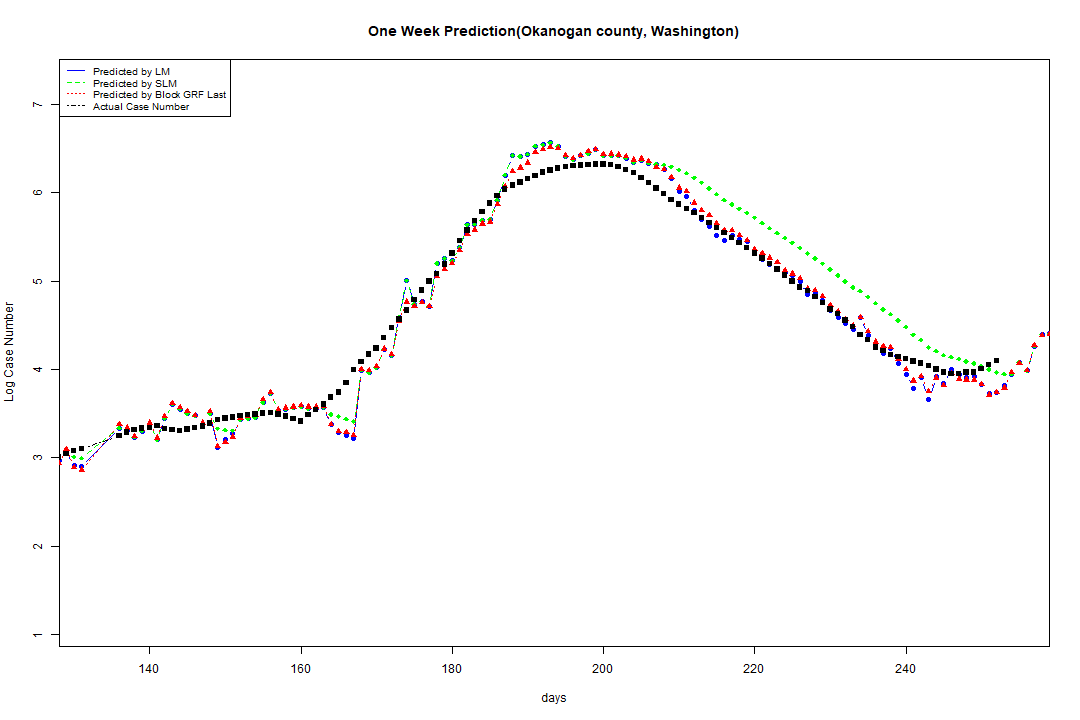 One Week Prediction(Okanogan county, Washington)
Predicted by LM
Predicted by SLM
Predicted by Block GRF Last
Actual Case Number
7
6
5
4
3
2
1
Log Case Number
140 160 180 200 220 240
days